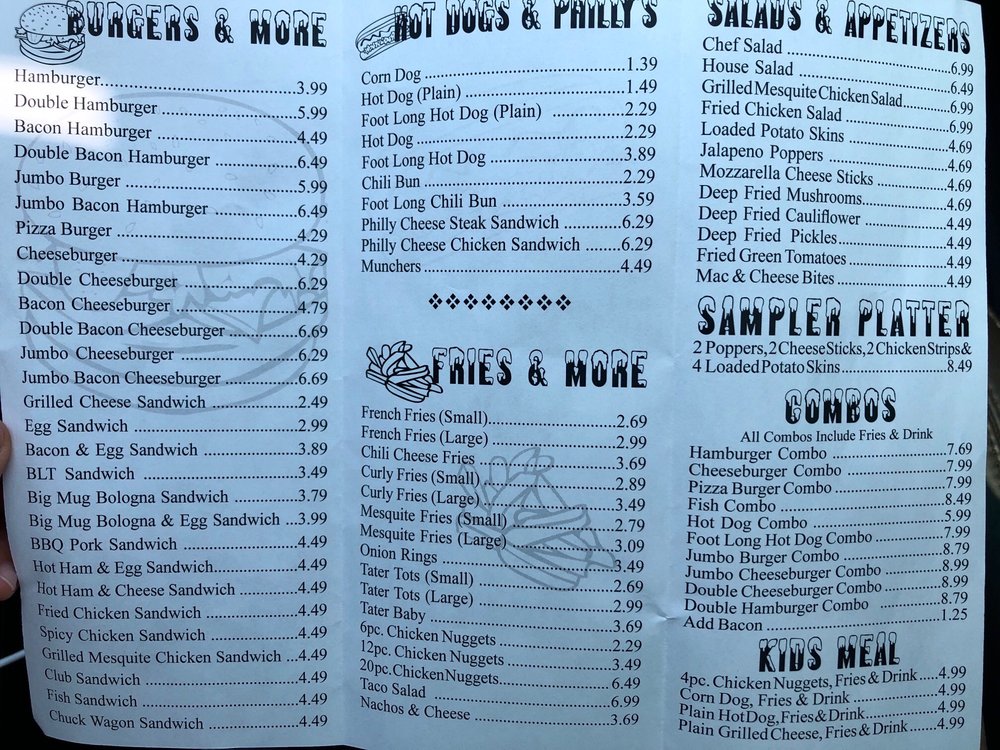 BURGERS & MORE
Hamburger 3.99
Double Hamburger 5.99
Bacon Hamburger 4.49
Double Bacon Hamburger 6.49
Jumbo Burger 5.99
Jumbo Bacon Hamburger 6.49
Pizza Burger 4.29
Cheeseburger 4.29
Double Cheeseburger 6.29
Bacon Cheeseburger 4.79
Double Bacon Cheeseburger 6.69
Jumbo Cheeseburger 6.29
Jumbo Bacon Cheeseburger 6.69
Grilled Cheese Sandwich 2.49
Egg Sandwich 2.99
Bacon & Egg Sandwich 3.89
BLT Sandwich 3.49
Big Mug Bologna Sandwich 3.79
Big Mug Bologna & Egg Sandwich 3.99
BBQ Pork Sandwich 4.49
Hot Ham & Egg Sandwich 4.49
Hot Ham & Cheese Sandwich 4.49
Fried Chicken Sandwich 4.49
Spicy Chicken Sandwich 4.49
Grilled Mesquite Chicken Sandwich 4.49
Club Sandwich 4.49
Fish Sandwich 4.49
Chuck Wagon Sandwich 4.49
HOT DOGS & PHILLY'S
Corn Dog 1.39
Hot Dog (Plain) 1.49
Foot Long Hot Dog (Plain) 2.29
Hot Dog 2.29
Foot Long Hot Dog 3.89
Chili Bun 2.29
Foot Long Chili Bun 3.59
Philly Cheese Steak Sandwich 6.29
Philly Cheese Chicken Sandwich 6.29
Munchers 4.49
FRIES & MORE
French Fries (Small) 2.69
French Fries (Large) 2.99
Chili Cheese Fries 3.69
Curly Fries (Small) 2.89
Curly Fries (Large) 3.49
Mesquite Fries (Small) 2.79
Mesquite Fries (Large) 3.09
Onion Rings 3.49
Tater Tots (Small) 2.69
Tater Tots (Large) 2.99
Tater Baby 3.69
6pc. Chicken Nuggets 2.29
12pc. Chicken Nuggets 3.49
20pc. Chicken Nuggets 6.49
Taco Salad 6.99
Nachos & Cheese 3.69
SALADS & APPETIZERS
Chef Salad 6.99
House Salad 6.49
Grilled Mesquite Chicken Salad 6.99
Fried Chicken Salad 6.99
Loaded Potato Skins 4.69
Jalapeno Poppers 4.69
Mozzarella Cheese Sticks 4.69
Deep Fried Mushrooms 4.69
Deep Fried Cauliflower 4.49
Deep Fried Pickles 4.49
Fried Green Tomatoes 4.49
Mac & Cheese Bites 4.49
SAMPLER PLATTER
2 Poppers, 2 Cheese Sticks, 2 Chicken Strips &
4 Loaded Potato Skins 8.49
COMBOS
All Combos Include Fries & Drink
Hamburger Combo 7.69
Cheeseburger Combo 7.99
Pizza Burger Combo 7.99
Fish Combo 8.49
Hot Dog Combo 5.99
Foot Long Hot Dog Combo 7.99
Jumbo Burger Combo 8.79
Jumbo Cheeseburger Combo 8.99
Double Cheeseburger Combo 8.99
Double Hamburger Combo 8.79
Add Bacon 1.25
KIDS MEAL
4pc. Chicken Nuggets, Fries & Drink 4.99
Corn Dog, Fries & Drink 4.99
Plain Hot Dog, Fries & Drink 4.99
Plain Grilled Cheese, Fries & Drink 4.99